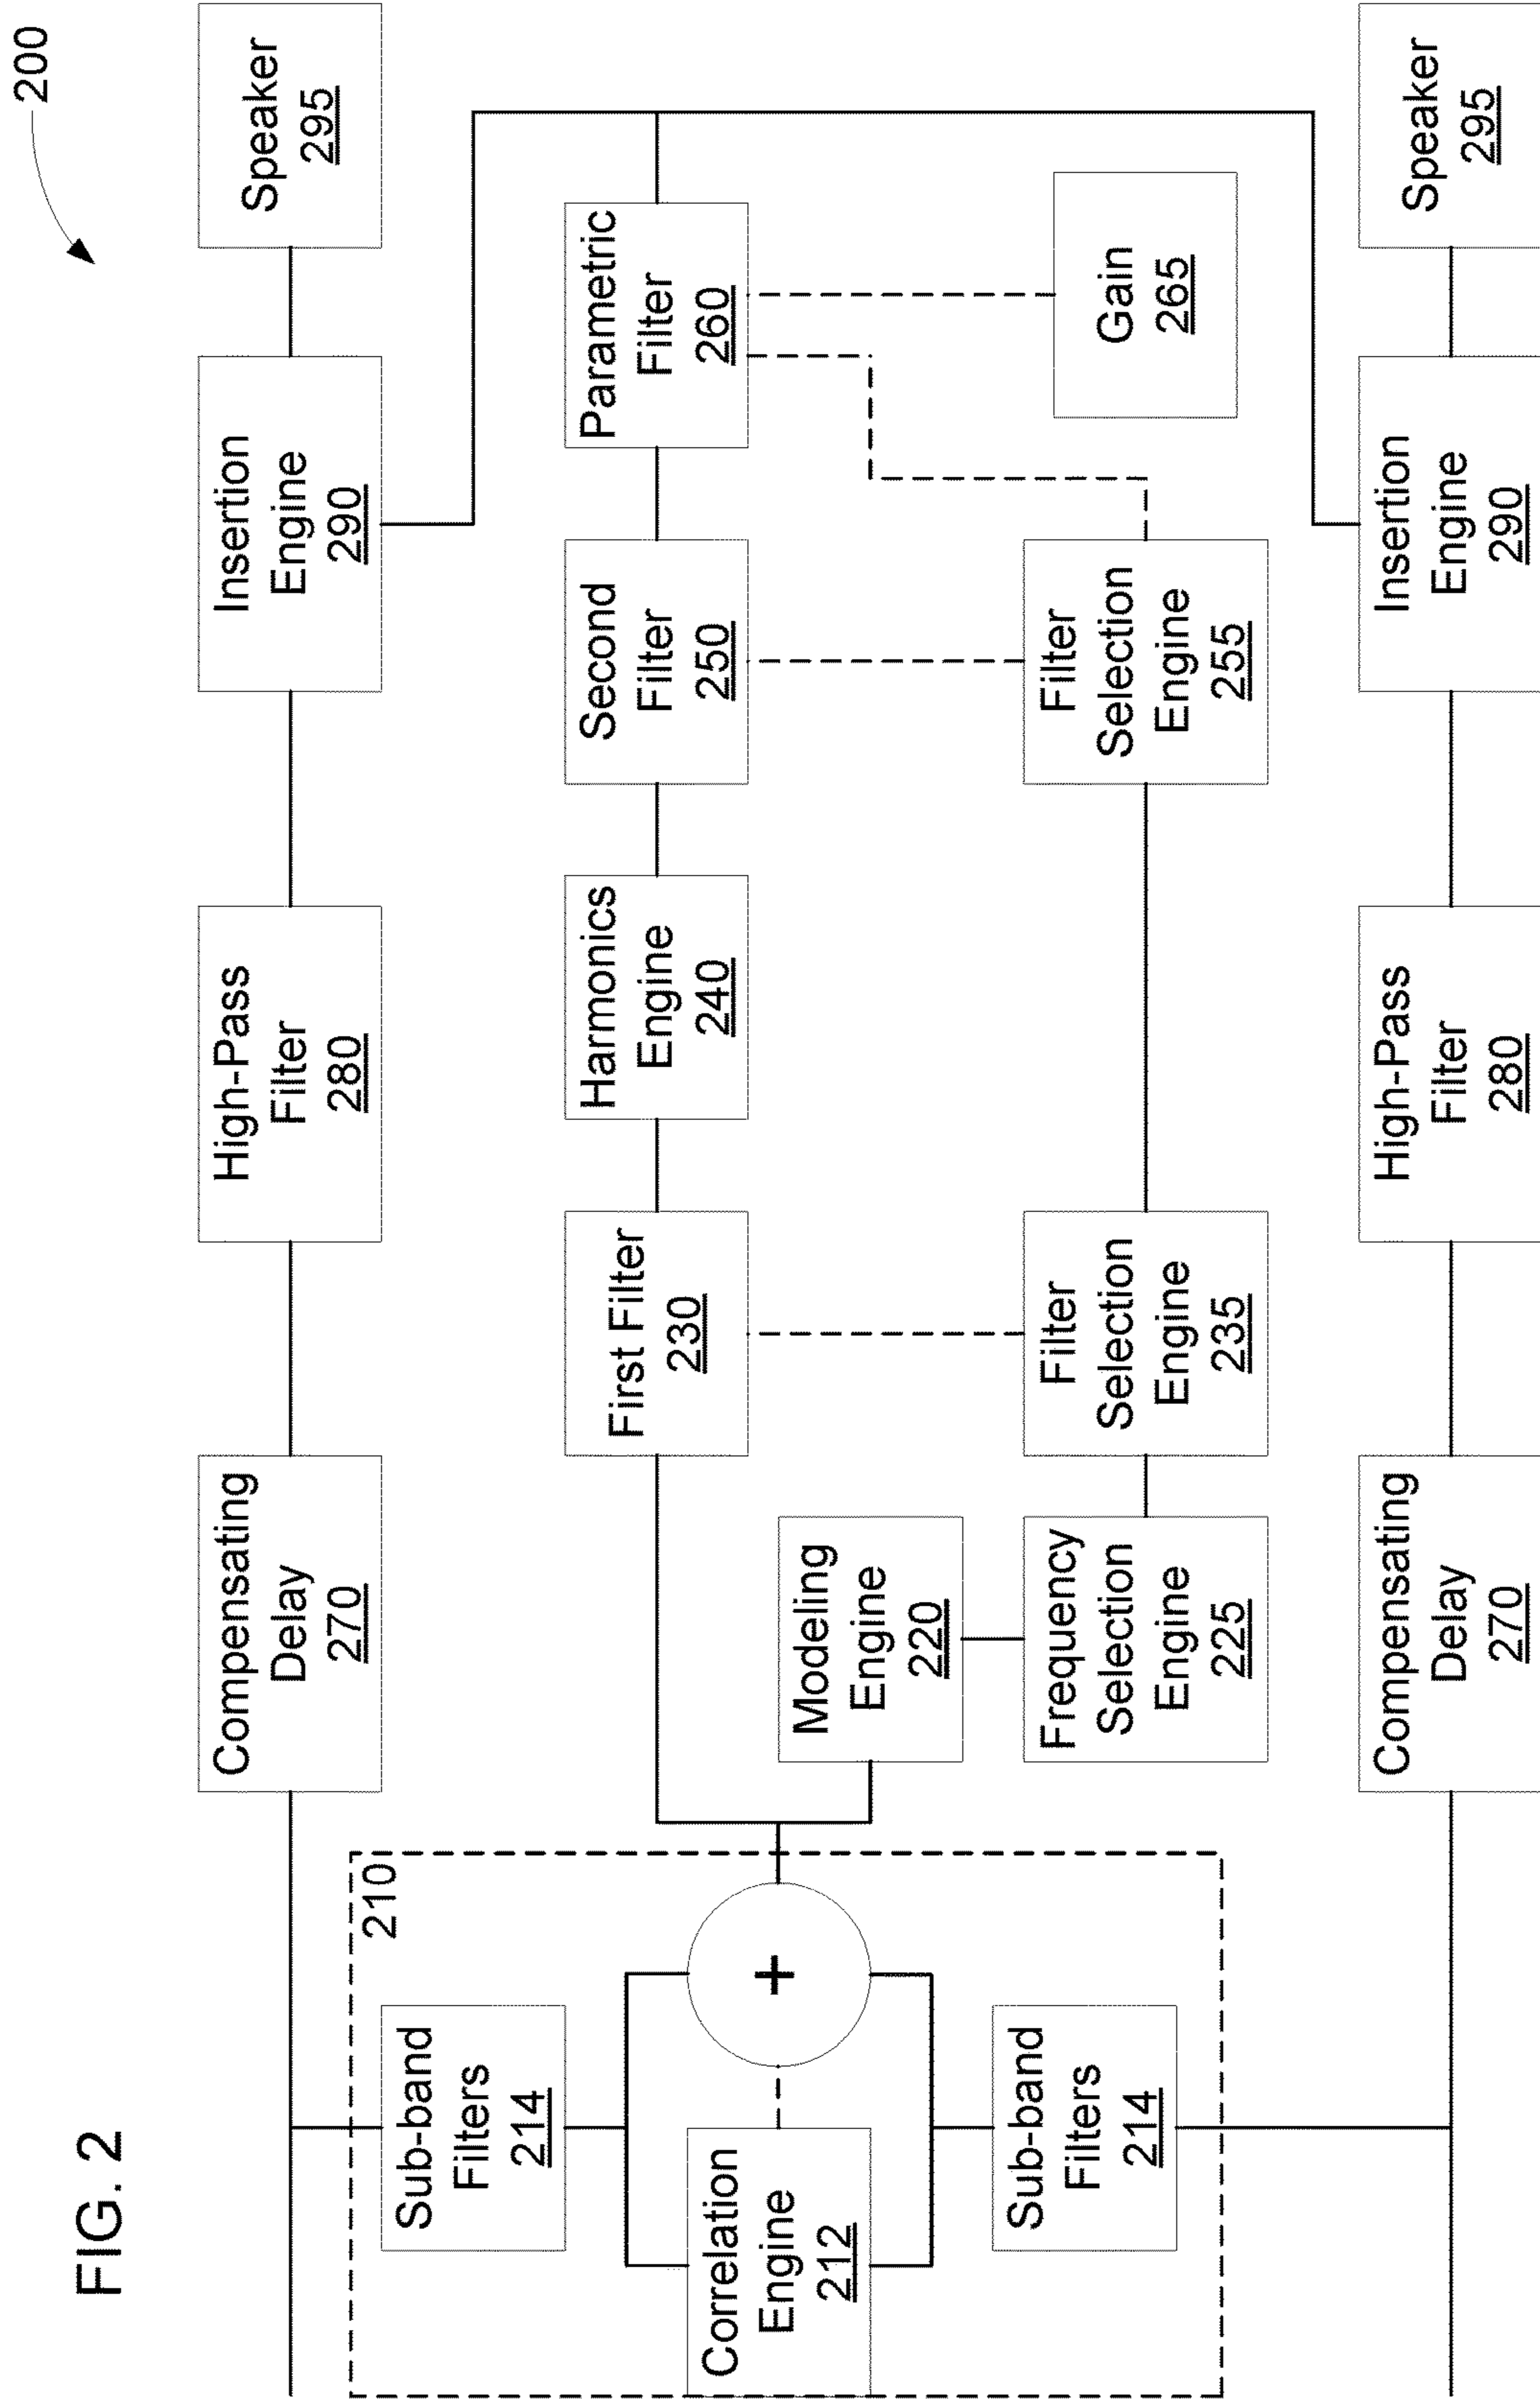 FIG. 2
200
Compensating
Delay
270
High-Pass
Filter
280
Insertion
Engine
290
Speaker
295
210
Sub-band
Filters
214
Correlation
Engine
212
+
Sub-band
Filters
214
First Filter
230
Harmonics
Engine
240
Second
Filter
250
Parametric
Filter
260
Modeling
Engine
220
Frequency
Selection
Engine
225
Filter
Selection
Engine
235
Filter
Selection
Engine
255
Gain
265
Compensating
Delay
270
High-Pass
Filter
280
Insertion
Engine
290
Speaker
295